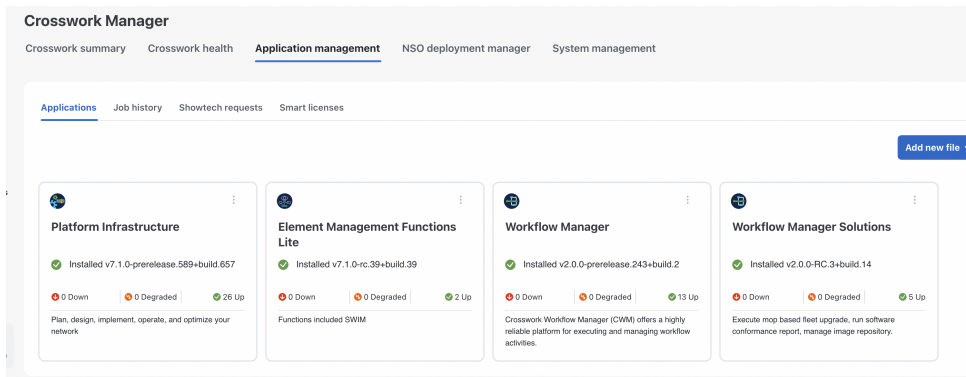 Crosswork Manager
Crosswork summary Crosswork health Application management NSO deployment manager System management
Applications Job history Showtech requests Smart licenses
Add new file
Platform Infrastructure
Installed v7.1.0-prerelease.589+build.657
0 Down 0 Degraded 26 Up
Plan, design, implement, operate, and optimize your
network
Element Management Functions
Lite
Installed v7.1.0-rc.39+build.39
0 Down 0 Degraded 2 Up
Functions included SWIM
Workflow Manager
Installed v2.0.0-prerelease.243+build.2
0 Down 0 Degraded 13 Up
Crosswork Workflow Manager (CWM) offers a highly
reliable platform for executing and managing workflow
activities.
Workflow Manager Solutions
Installed v2.0.0-RC.3+build.14
0 Down 0 Degraded 5 Up
Execute mop based fleet upgrade, run software
conformance report, manage image repository.